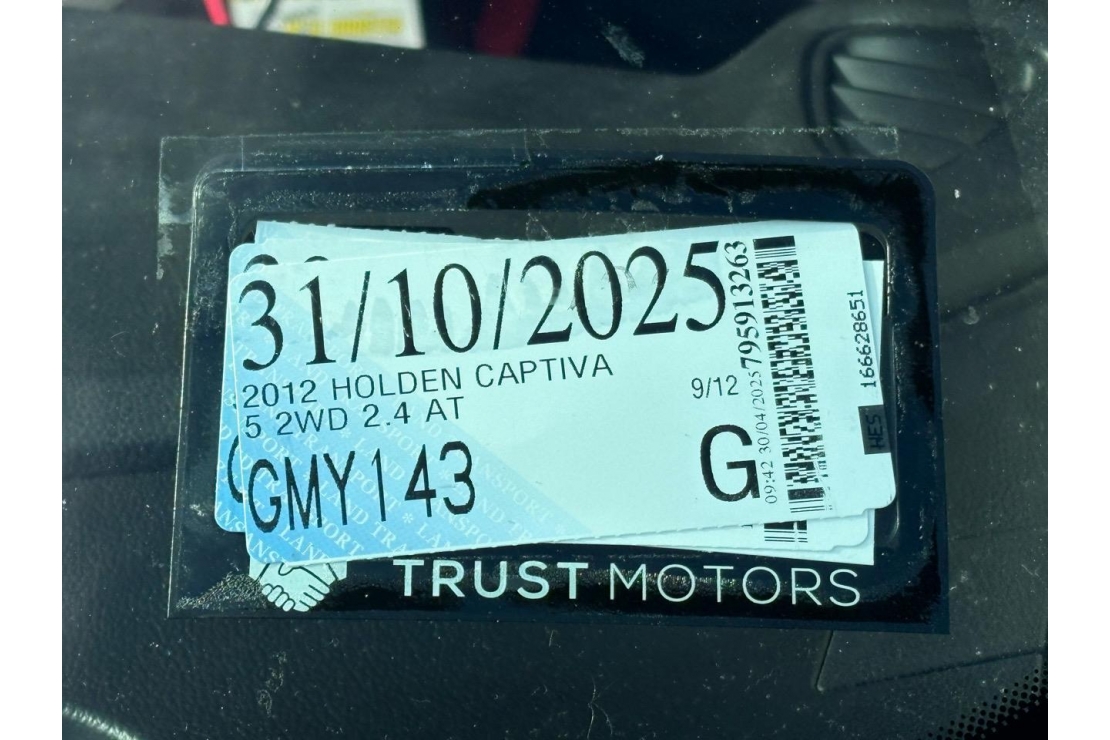 31/10/2025
2012 HOLDEN CAPTIVA
5 2WD 2.4 AT
9/12
GMY143
G
09:42 30/04/2025 795913263
166628651
HES
TRUST MOTORS